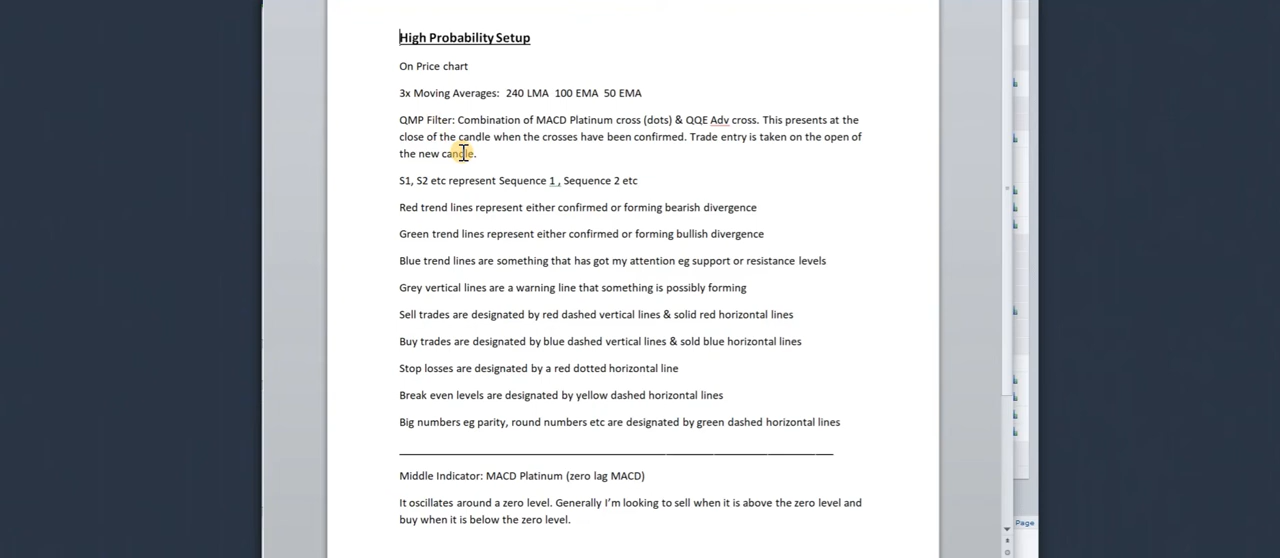 High Probability Setup
On Price chart
3x Moving Averages: 240 LMA 100 EMA 50 EMA
QMP Filter: Combination of MACD Platinum cross (dots) & QQE Adv cross. This presents at the
close of the candle when the crosses have been confirmed. Trade entry is taken on the open of
the new candle.
S1, S2 etc represent Sequence 1 , Sequence 2 etc
Red trend lines represent either confirmed or forming bearish divergence
Green trend lines represent either confirmed or forming bullish divergence
Blue trend lines are something that has got my attention eg support or resistance levels
Grey vertical lines are a warning line that something is possibly forming
Sell trades are designated by red dashed vertical lines & solid red horizontal lines
Buy trades are designated by blue dashed vertical lines & sold blue horizontal lines
Stop losses are designated by a red dotted horizontal line
Break even levels are designated by yellow dashed horizontal lines
Big numbers eg parity, round numbers etc are designated by green dashed horizontal lines
Middle Indicator: MACD Platinum (zero lag MACD)
It oscillates around a zero level. Generally I'm looking to sell when it is above the zero level and
buy when it is below the zero level.
Page